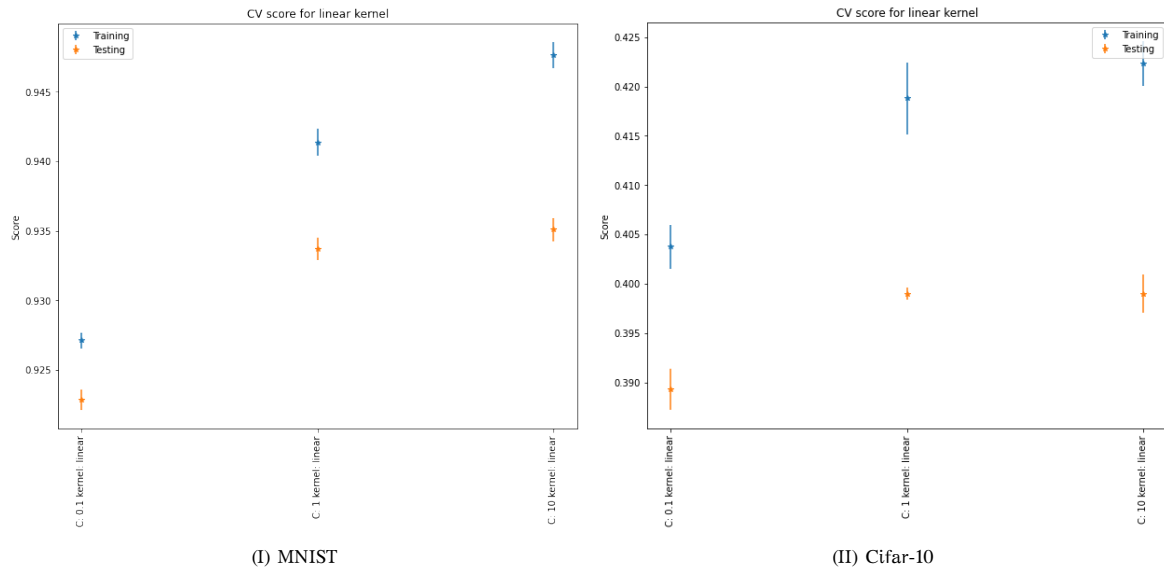 CV score for linear kernel
Training
Testing
0.945
0.940
0.935
0.930
0.925
Score
C: 0.1 kernel: linear
C: 1 kernel: linear
C: 10 kernel: linear
(I) MNIST
CV score for linear kernel
Training
Testing
0.425
0.420
0.415
0.410
0.405
0.400
0.395
0.390
Score
C: 0.1 kernel: linear
C: 1 kernel: linear
C: 10 kernel: linear
(II) Cifar-10